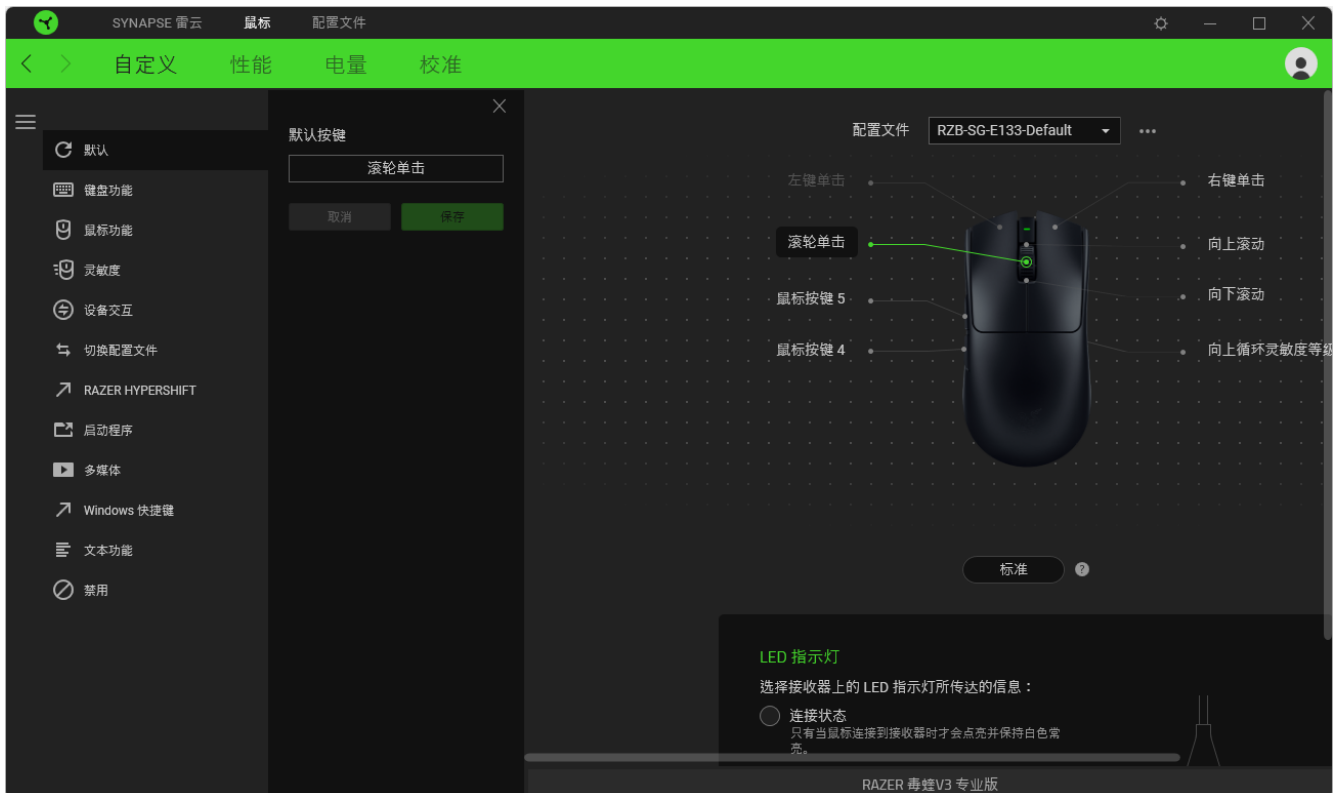 SYNAPSE 雷云 鼠标 配置文件
自定义 性能 电量 校准
默认
键盘功能
鼠标功能
灵敏度
设备交互
切换配置文件
RAZER HYPERSHIFT
启动程序
多媒体
Windows 快捷键
文本功能
禁用
默认按键
滚轮单击
取消 保存
配置文件 RZB-SG-E133-Default
左键单击 右键单击
滚轮单击 向上滚动
鼠标按键 5 向下滚动
鼠标按键 4 向上循环灵敏度等级
标准 ?
LED 指示灯
选择接收器上的 LED 指示灯所传达的信息：
连接状态
只有当鼠标连接到接收器时才会点亮并保持白色常
亮。
RAZER 毒蝰V3 专业版